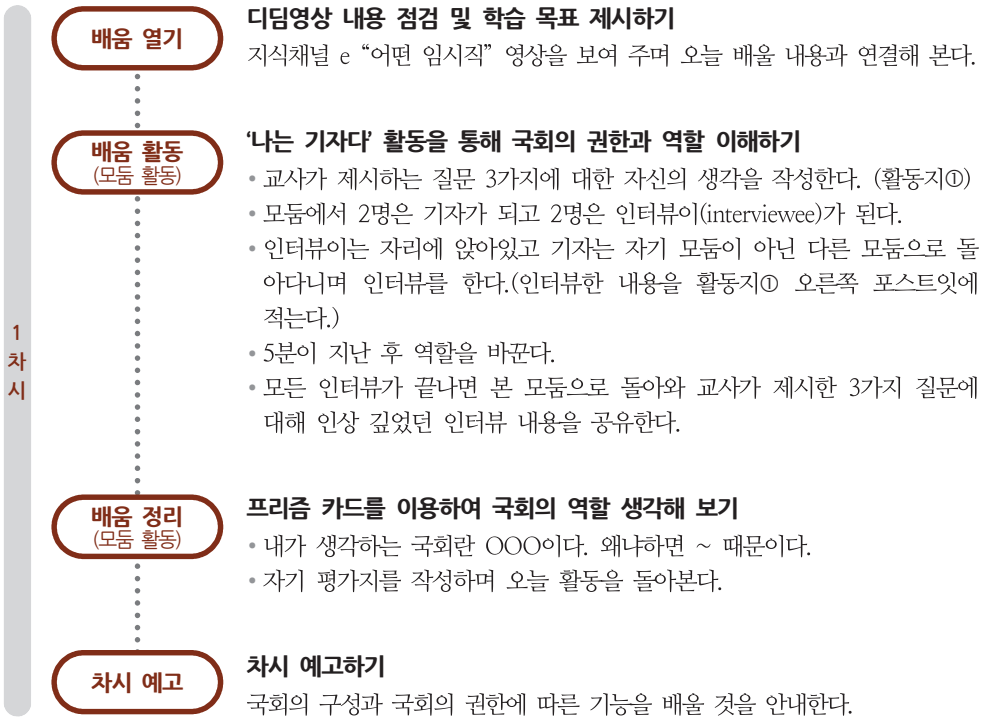 1
차
시
배움 열기
디딤영상 내용 점검 및 학습 목표 제시하기
지식채널 e “어떤 임시직” 영상을 보여 주며 오늘 배울 내용과 연결해 본다.
배움 활동
(모둠 활동)
‘나는 기자다’ 활동을 통해 국회의 권한과 역할 이해하기
• 교사가 제시하는 질문 3가지에 대한 자신의 생각을 작성한다. (활동지①)
• 모둠에서 2명은 기자가 되고 2명은 인터뷰이(interviewee)가 된다.
• 인터뷰이는 자리에 앉아있고 기자는 자기 모둠이 아닌 다른 모둠으로 돌
아다니며 인터뷰를 한다.(인터뷰한 내용을 활동지① 오른쪽 포스트잇에
적는다.)
• 5분이 지난 후 역할을 바꾼다.
• 모든 인터뷰가 끝나면 본 모둠으로 돌아와 교사가 제시한 3가지 질문에
대해 인상 깊었던 인터뷰 내용을 공유한다.
배움 정리
(모둠 활동)
프리즘 카드를 이용하여 국회의 역할 생각해 보기
• 내가 생각하는 국회란 OOO이다. 왜냐하면 ~ 때문이다.
• 자기 평가지를 작성하며 오늘 활동을 돌아본다.
차시 예고
차시 예고하기
국회의 구성과 국회의 권한에 따른 기능을 배울 것을 안내한다.